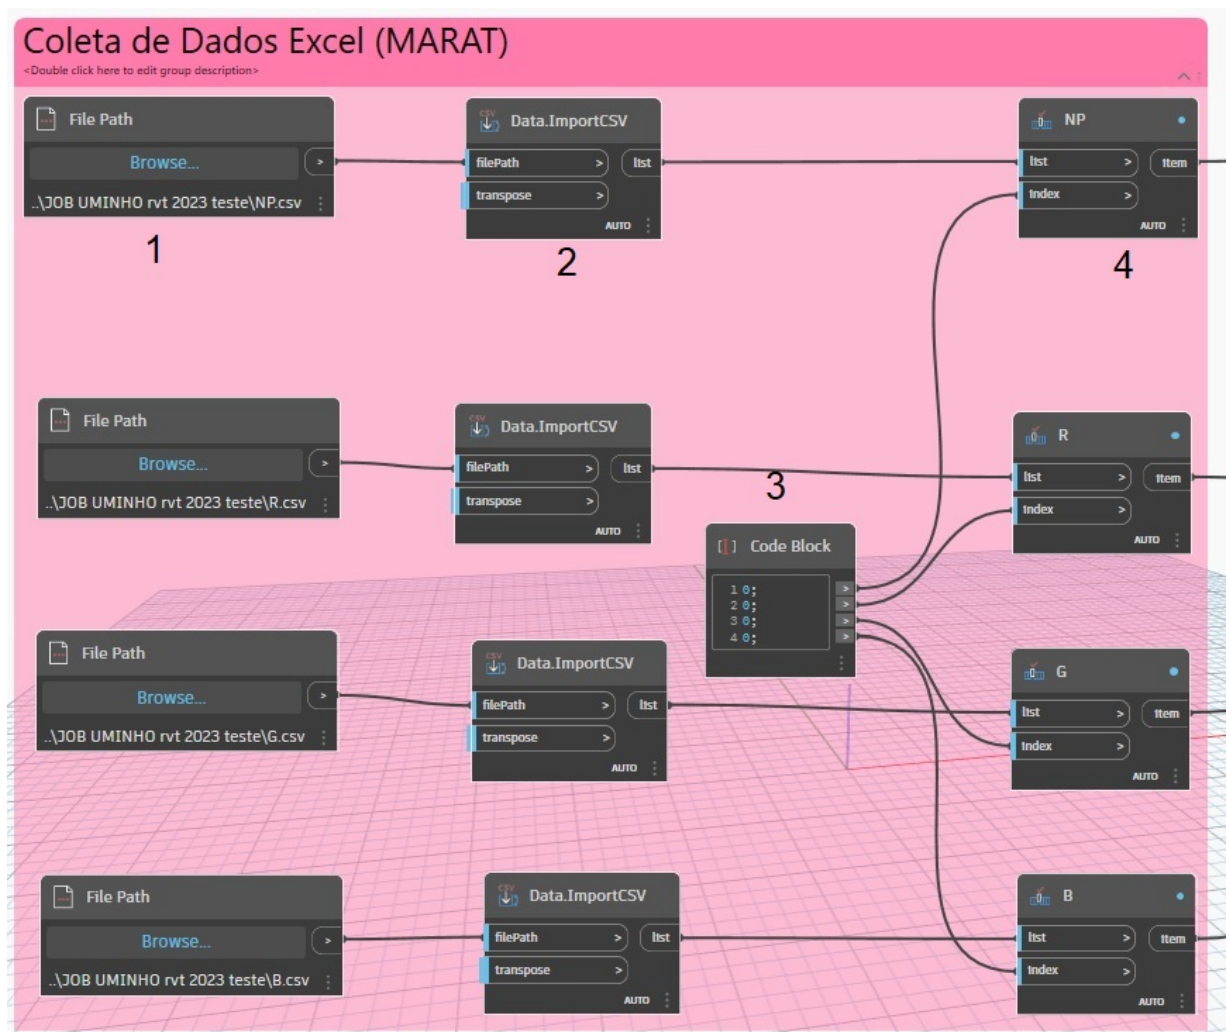 Coleta de Dados Excel (MARAT)
<Double click here to edit group description>
File Path
Browse...
>
..\JOB UMINHO rvt 2023 teste\NP.csv
1
CSV
Data.ImportCSV
filePath >
list
transpose >
AUTO
2
NP
list >
item
index >
AUTO
4
File Path
Browse...
>
..\JOB UMINHO rvt 2023 teste\R.csv
CSV
Data.ImportCSV
filePath >
list
transpose >
AUTO
3
Code Block
1 0; >
2 0; >
3 0; >
4 0; >
R
list >
item
index >
AUTO
File Path
Browse...
>
..\JOB UMINHO rvt 2023 teste\G.csv
CSV
Data.ImportCSV
filePath >
list
transpose >
AUTO
G
list >
item
index >
AUTO
File Path
Browse...
>
..\JOB UMINHO rvt 2023 teste\B.csv
CSV
Data.ImportCSV
filePath >
list
transpose >
AUTO
B
list >
item
index >
AUTO